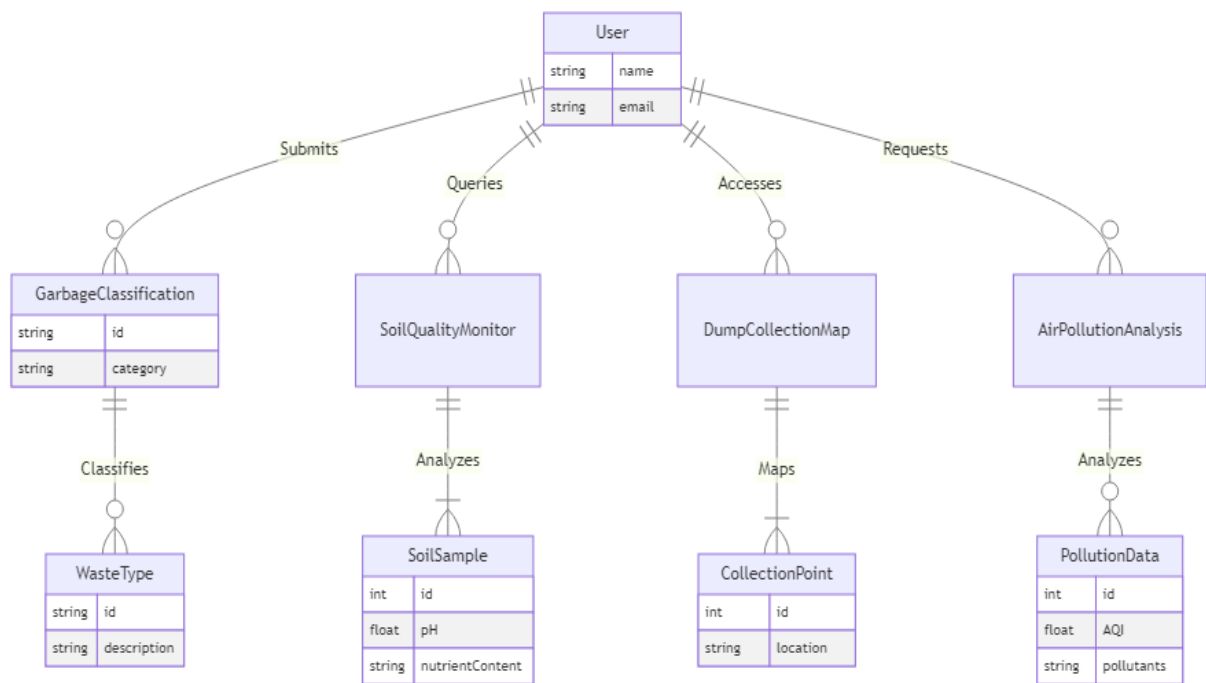 User
string name
string email
Submits
Queries
Accesses
Requests
GarbageClassification
string id
string category
SoilQualityMonitor
DumpCollectionMap
AirPollutionAnalysis
Classifies
Analyzes
Maps
Analyzes
WasteType
string id
string description
SoilSample
int id
float pH
string nutrientContent
CollectionPoint
int id
string location
PollutionData
int id
float AQJ
string pollutants